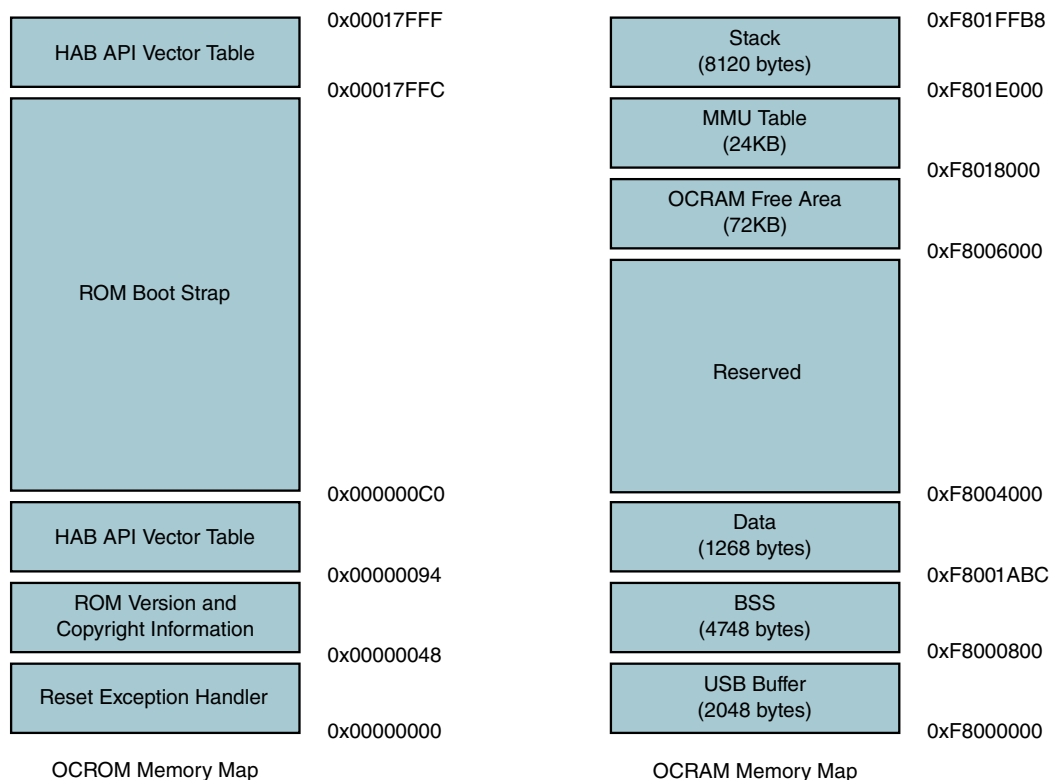 0x00017FFF
HAB API Vector Table
0x00017FFC
ROM Boot Strap
0x000000C0
HAB API Vector Table
0x00000094
ROM Version and
Copyright Information
0x00000048
Reset Exception Handler
0x00000000
OCROM Memory Map
0xF801FFB8
Stack
(8120 bytes)
0xF801E000
MMU Table
(24KB)
0xF8018000
OCRAM Free Area
(72KB)
0xF8006000
Reserved
0xF8004000
Data
(1268 bytes)
0xF8001ABC
BSS
(4748 bytes)
0xF8000800
USB Buffer
(2048 bytes)
0xF8000000
OCRAM Memory Map